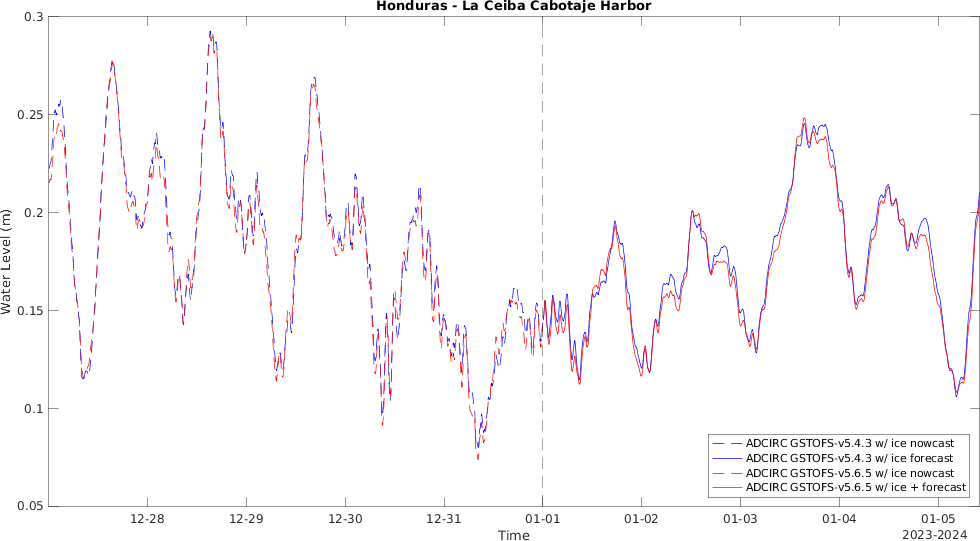 Honduras - La Ceiba Cabotaje Harbor
0.3
0.25
0.2
0.15
0.1
0.05
Water Level (m)
12-28
12-29
12-30
12-31
01-01
01-02
01-03
01-04
01-05
Time
2023-2024
ADCIRC GSTOFS-v5.4.3 w/ ice nowcast
ADCIRC GSTOFS-v5.4.3 w/ ice forecast
ADCIRC GSTOFS-v5.6.5 w/ ice nowcast
ADCIRC GSTOFS-v5.6.5 w/ ice + forecast